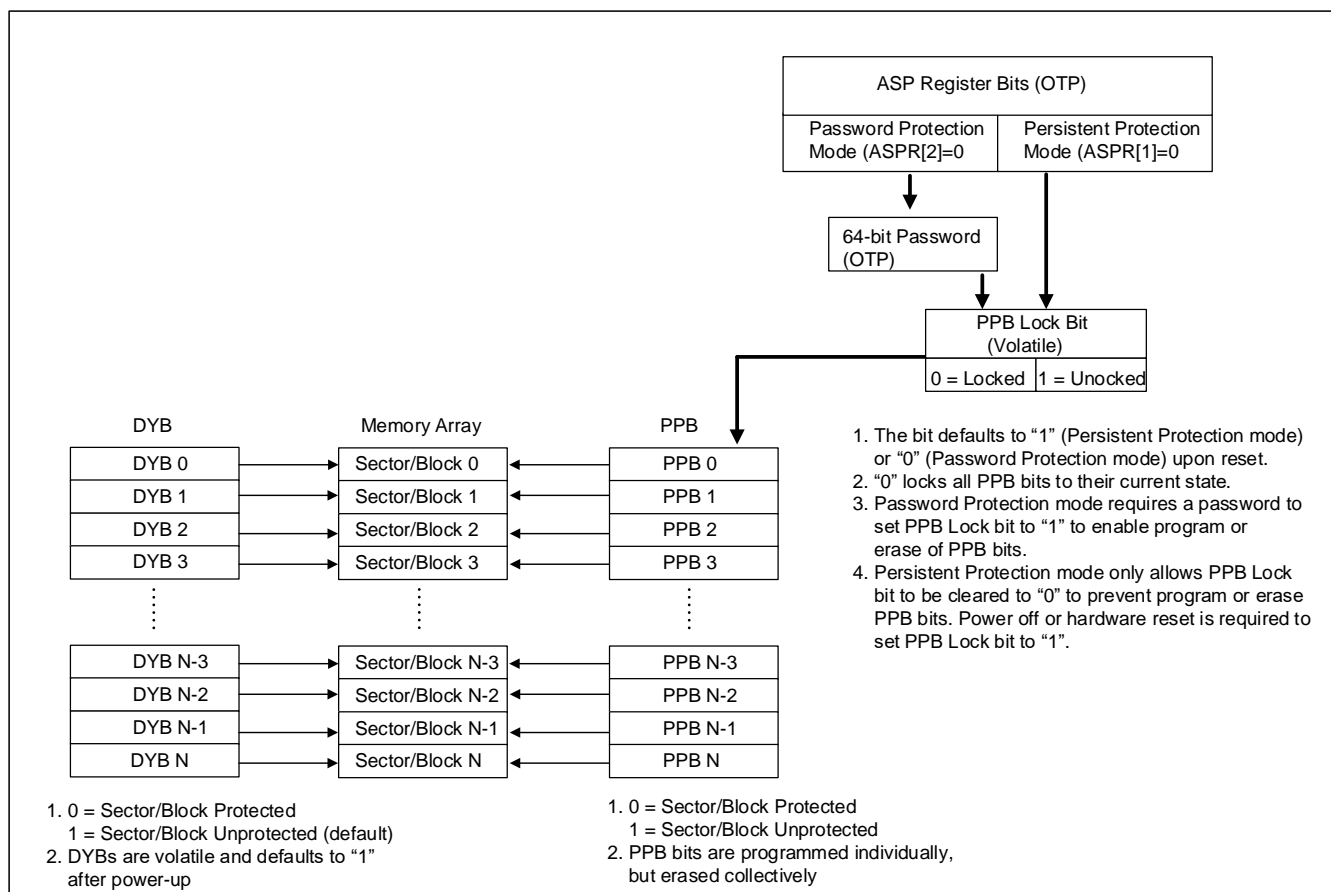 ASP Register Bits (OTP)
Password Protection
Mode (ASPR[2]=0
Persistent Protection
Mode (ASPR[1]=0
64-bit Password
(OTP)
PPB Lock Bit
(Volatile)
0 = Locked
1 = Unocked
1. The bit defaults to “1” (Persistent Protection mode)
or “0” (Password Protection mode) upon reset.
2. “0” locks all PPB bits to their current state.
3. Password Protection mode requires a password to
set PPB Lock bit to “1” to enable program or
erase of PPB bits.
4. Persistent Protection mode only allows PPB Lock
bit to be cleared to “0” to prevent program or erase
PPB bits. Power off or hardware reset is required to
set PPB Lock bit to “1”.
DYB
Memory Array
PPB
DYB 0
Sector/Block 0
PPB 0
DYB 1
Sector/Block 1
PPB 1
DYB 2
Sector/Block 2
PPB 2
DYB 3
Sector/Block 3
PPB 3
DYB N-3
Sector/Block N-3
PPB N-3
DYB N-2
Sector/Block N-2
PPB N-2
DYB N-1
Sector/Block N-1
PPB N-1
DYB N
Sector/Block N
PPB N
1. 0 = Sector/Block Protected
1 = Sector/Block Unprotected (default)
2. DYBs are volatile and defaults to “1”
after power-up
1. 0 = Sector/Block Protected
1 = Sector/Block Unprotected
2. PPB bits are programmed individually,
but erased collectively